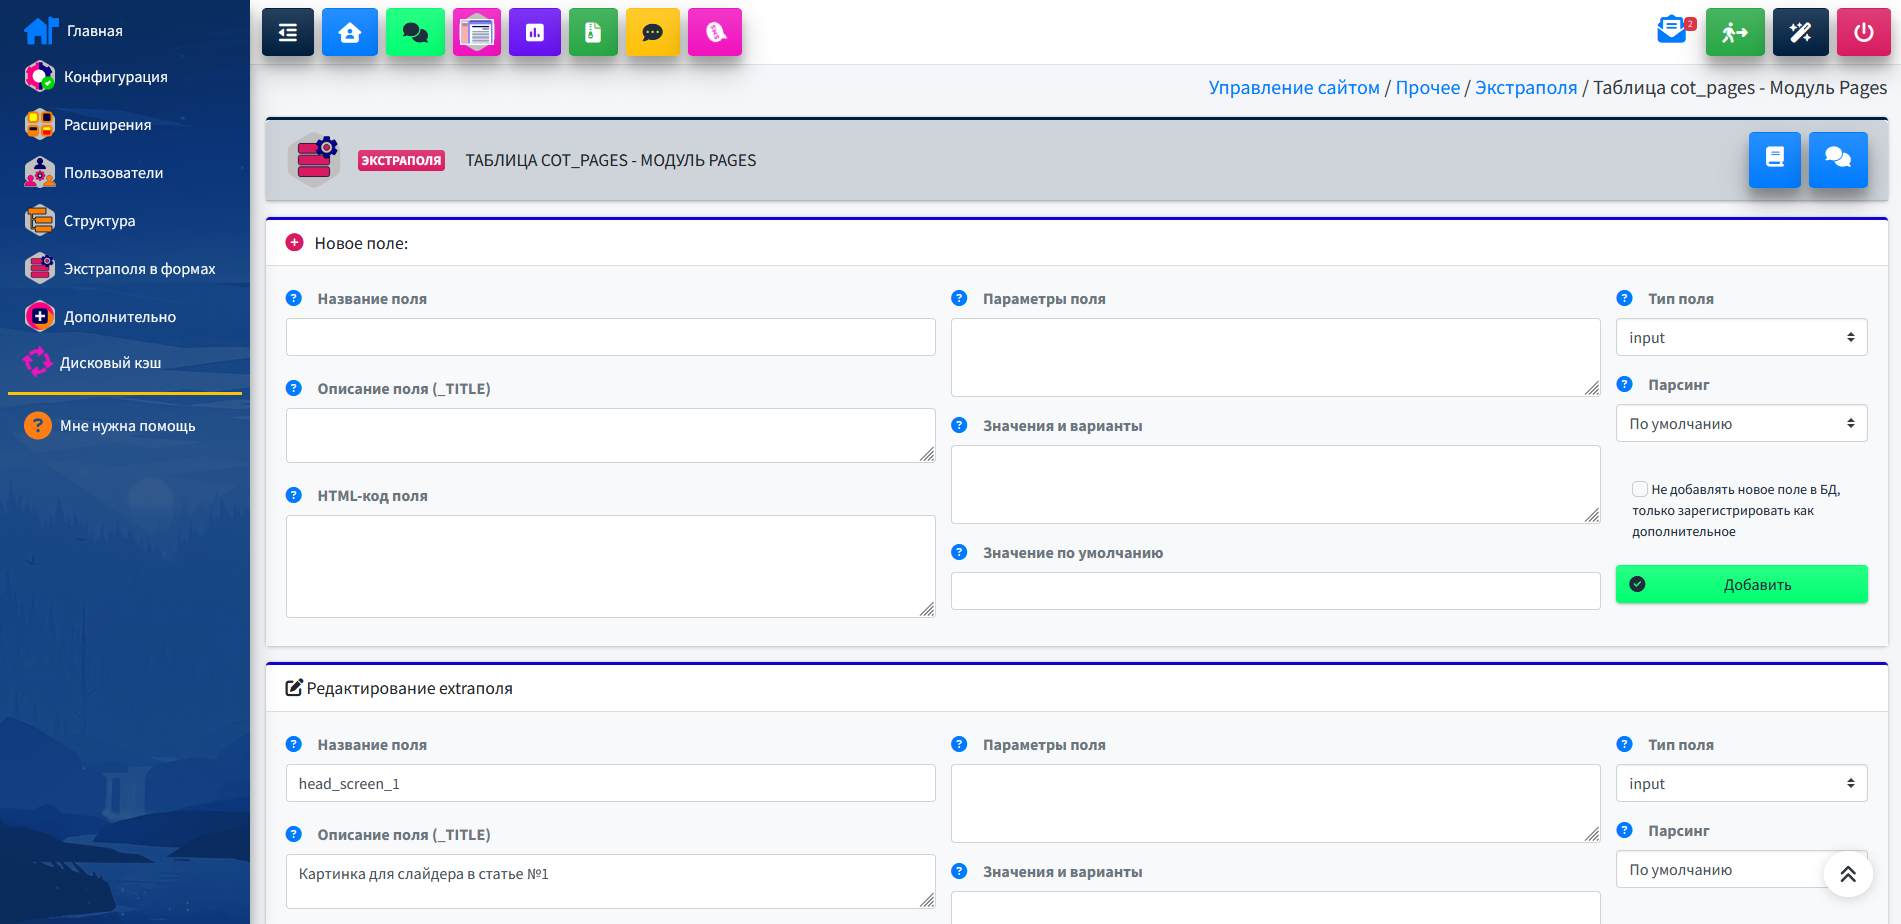 Главная
Конфигурация
Расширения
Пользователи
Структура
Экстраполя в формах
Дополнительно
Дисковый кэш
Мне нужна помощь
2
Управление сайтом / Прочее / Экстраполя / Таблица cot_pages - Модуль Pages
ЭКСТРАПОЛЯ ТАБЛИЦА COT_PAGES - МОДУЛЬ PAGES
Новое поле:
Название поля
Описание поля (_TITLE)
HTML-код поля
Параметры поля
Значения и варианты
Значение по умолчанию
Тип поля
input
Парсинг
По умолчанию
Не добавлять новое поле в БД,
только зарегистрировать как
дополнительное
Добавить
Редактирование extraполя
Название поля
head_screen_1
Описание поля (_TITLE)
Картинка для слайдера в статье №1
Параметры поля
Значения и варианты
Тип поля
input
Парсинг
По умолчанию